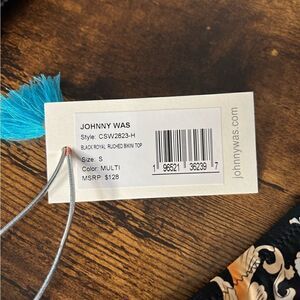 JOHNNY WAS
Style: CSW2823-H
BLACK ROYAL RUCHED BIKINI TOP
Size: S
Color: MULTI
MSRP: $128
1 96521 36239 7
johnnywas.com